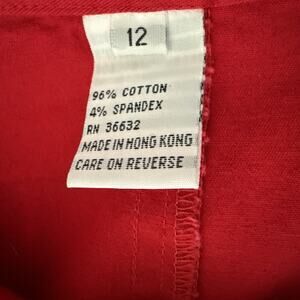 12
96% COTTON
4% SPANDEX
RN 36632
MADE IN HONG KONG
CARE ON REVERSE